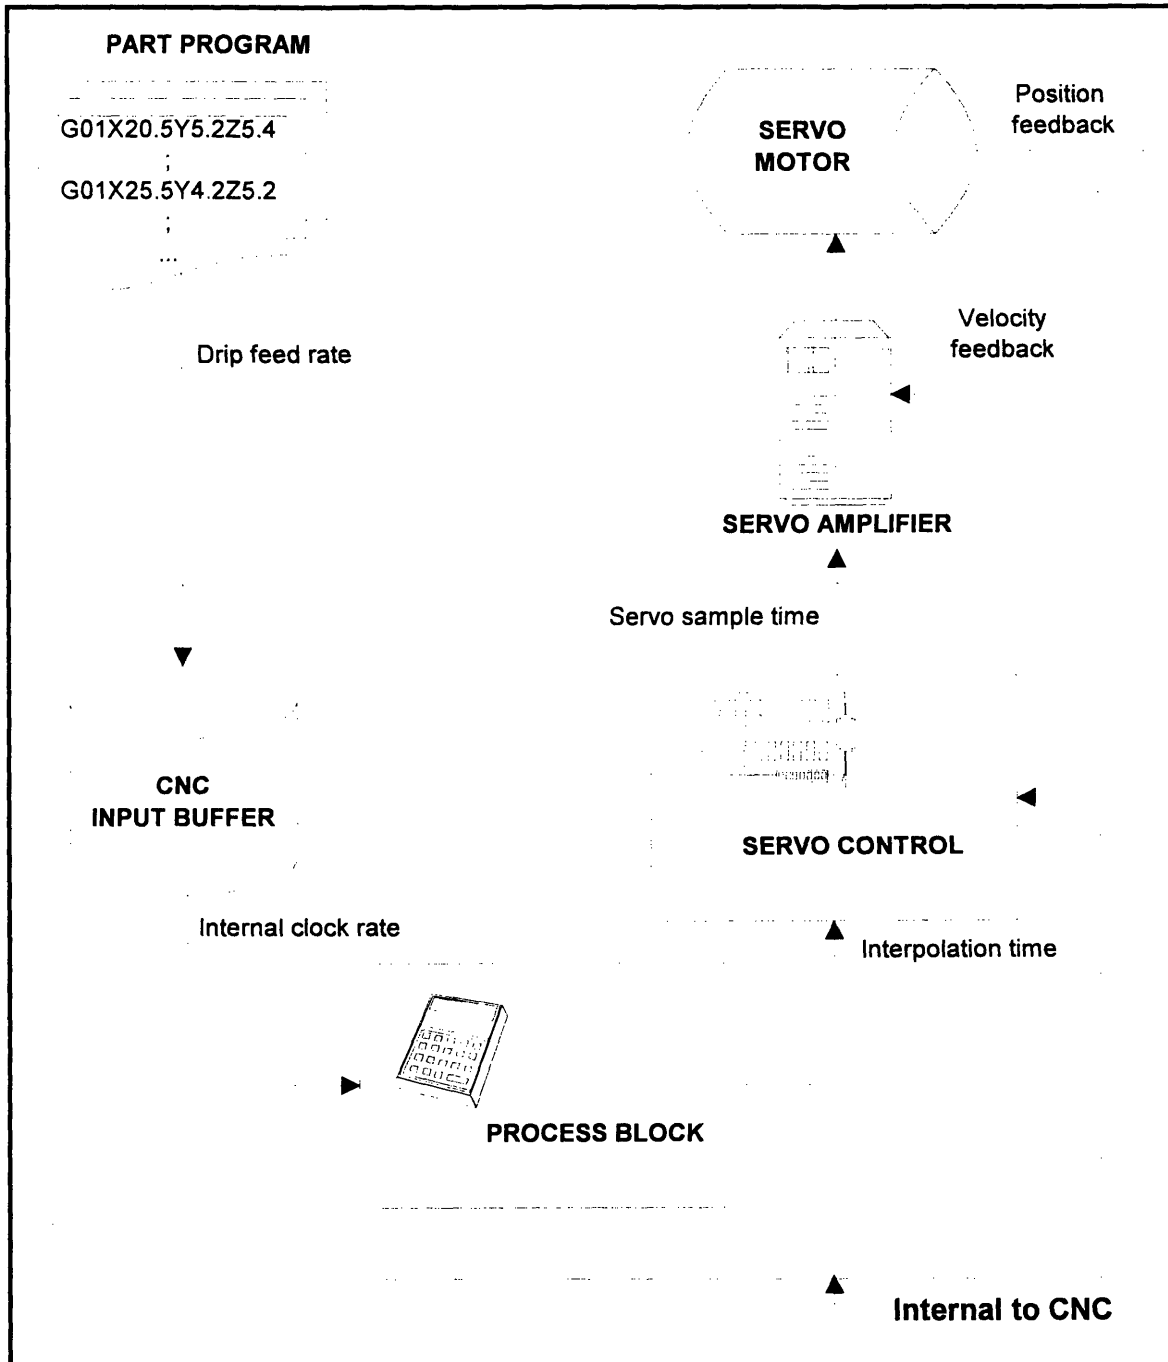 PART PROGRAM
G01X20.5Y5.2Z5.4
;
G01X25.5Y4.2Z5.2
;
...
Drip feed rate
CNC
INPUT BUFFER
Internal clock rate
PROCESS BLOCK
Interpolation time
SERVO CONTROL
Servo sample time
SERVO AMPLIFIER
Velocity
feedback
SERVO
MOTOR
Position
feedback
Internal to CNC